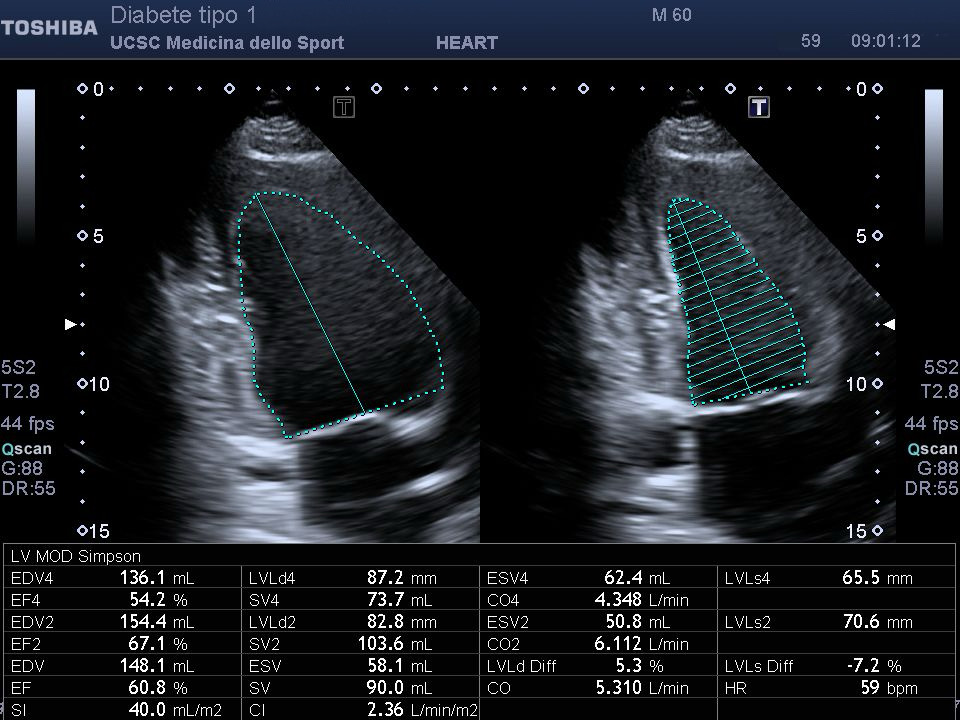 Diabete tipo 1 M 60
TOSHIBA
UCSC Medicina dello Sport HEART 59 09:01:12
0 0
T T
5 5
5S2 5S2
T2.8 T2.8
10 10
44 fps 44 fps
Qscan Qscan
G:88 G:88
DR:55 DR:55
15 15
LV MOD Simpson
EDV4 136.1 mL LVLd4 87.2 mm ESV4 62.4 mL LVLs4 65.5 mm
EF4 54.2 % SV4 73.7 mL CO4 4.348 L/min
EDV2 154.4 mL LVLd2 82.8 mm ESV2 50.8 mL LVLs2 70.6 mm
EF2 67.1 % SV2 103.6 mL CO2 6.112 L/min
EDV 148.1 mL ESV 58.1 mL LVLd Diff 5.3 % LVLs Diff -7.2 %
EF 60.8 % SV 90.0 mL CO 5.310 L/min HR 59 bpm
SI 40.0 mL/m2 CI 2.36 L/min/m2